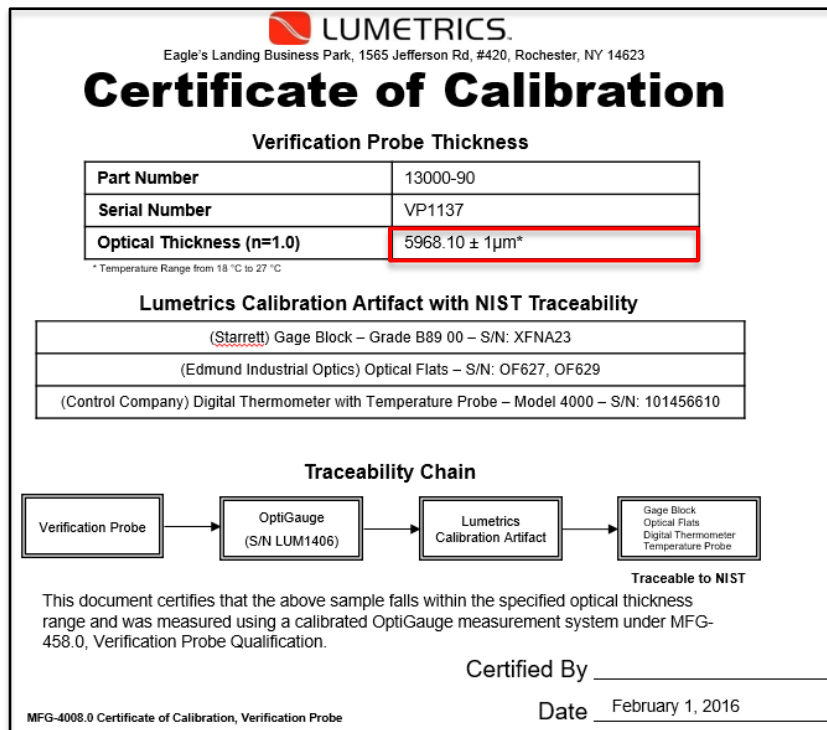 LUMETRICS.
Eagle's Landing Business Park, 1565 Jefferson Rd, #420, Rochester, NY 14623
Certificate of Calibration
Verification Probe Thickness
Part Number 13000-90
Serial Number VP1137
Optical Thickness (n=1.0) 5968.10 ± 1µm*
* Temperature Range from 18 °C to 27 °C
Lumetrics Calibration Artifact with NIST Traceability
(Starrett) Gage Block – Grade B89 00 – S/N: XFNA23
(Edmund Industrial Optics) Optical Flats – S/N: OF627, OF629
(Control Company) Digital Thermometer with Temperature Probe – Model 4000 – S/N: 101456610
Traceability Chain
Verification Probe
OptiGauge
(S/N LUM1406)
Lumetrics
Calibration Artifact
Gage Block
Optical Flats
Digital Thermometer
Temperature Probe
Traceable to NIST
This document certifies that the above sample falls within the specified optical thickness
range and was measured using a calibrated OptiGauge measurement system under MFG-
458.0, Verification Probe Qualification.
Certified By
Date February 1, 2016
MFG-4008.0 Certificate of Calibration, Verification Probe